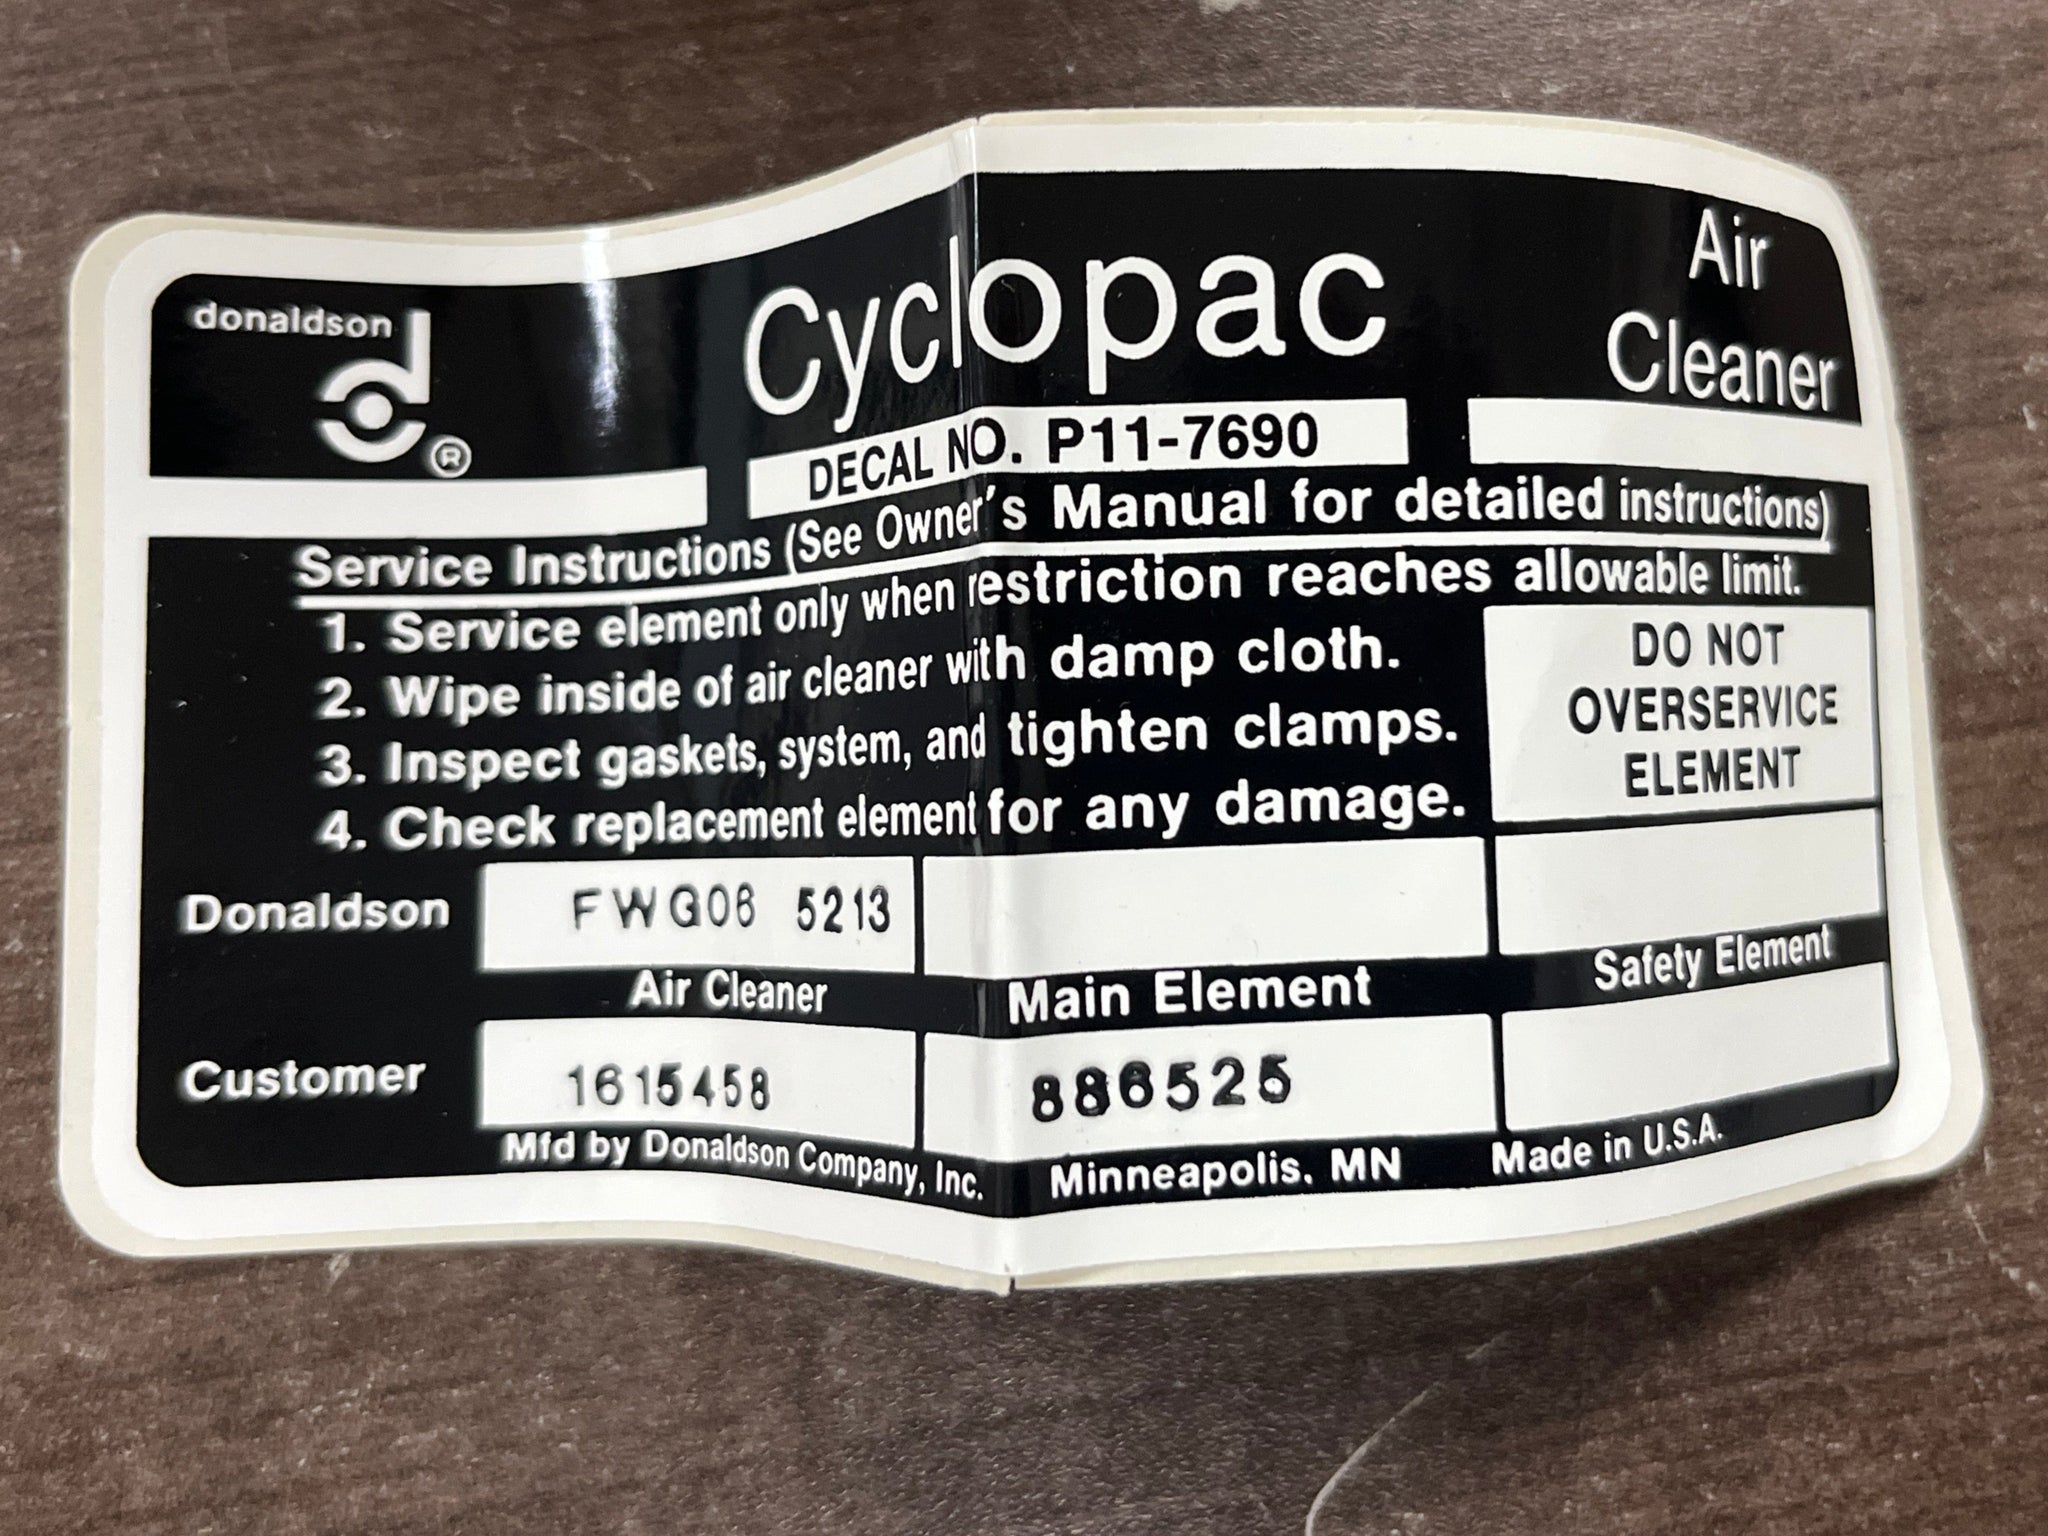 donaldson
d ®
Cyclopac
Air
Cleaner
DECAL NO. P11-7690
Service Instructions (See Owner's Manual for detailed instructions)
1. Service element only when restriction reaches allowable limit.
2. Wipe inside of air cleaner with damp cloth.
3. Inspect gaskets, system, and tighten clamps.
4. Check replacement element for any damage.
DO NOT
OVERSERVICE
ELEMENT
Donaldson FWG06 5213
Air Cleaner Main Element Safety Element
Customer 1615458 886525
Mfd by Donaldson Company, Inc. Minneapolis. MN Made in U.S.A.